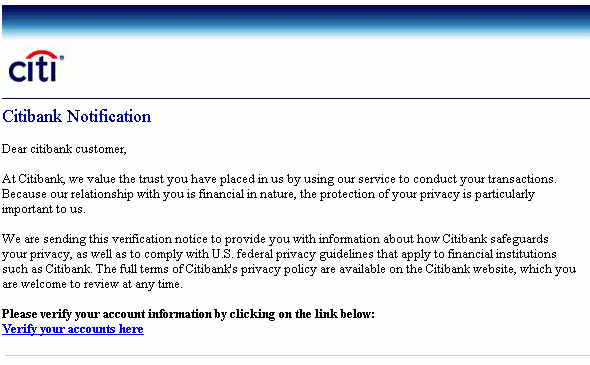 citi®
Citibank Notification
Dear citibank customer,
At Citibank, we value the trust you have placed in us by using our service to conduct your transactions.
Because our relationship with you is financial in nature, the protection of your privacy is particularly
important to us.
We are sending this verification notice to provide you with information about how Citibank safeguards
your privacy, as well as to comply with U.S. federal privacy guidelines that apply to financial institutions
such as Citibank. The full terms of Citibank's privacy policy are available on the Citibank website, which you
are welcome to review at any time.
Please verify your account information by clicking on the link below:
Verify your accounts here